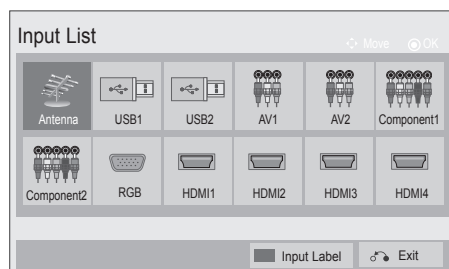 Input List
Move OK
Antenna USB1 USB2 AV1 AV2 Component1
Component2 RGB HDMI1 HDMI2 HDMI3 HDMI4
Input Label Exit